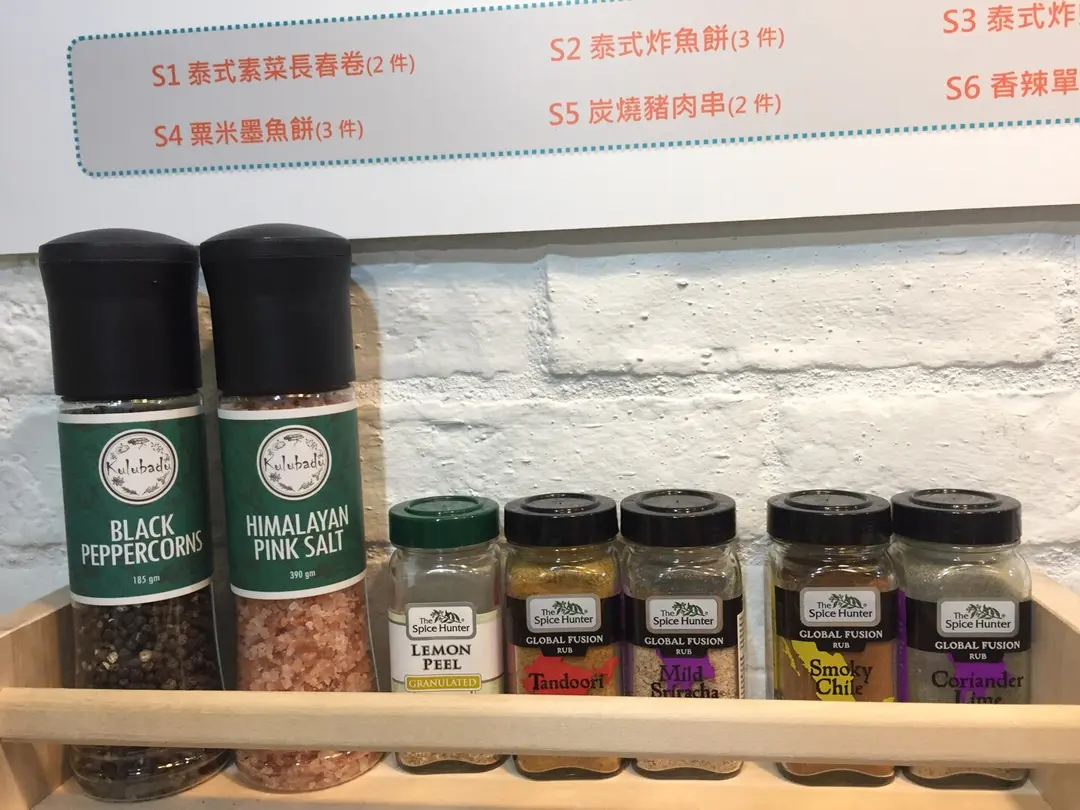 S1 泰式素菜長春卷(2 件)
S2 泰式炸魚餅(3 件)
S3 泰式炸
S4 粟米墨魚餅(3 件)
S5 炭燒豬肉串(2 件)
S6 香辣單
Kulubadu
BLACK
PEPPERCORNS
185 gm
Kulubadu
HIMALAYAN
PINK SALT
390 gm
The
Spice Hunter
LEMON
PEEL
GRANULATED
The
Spice Hunter
GLOBAL FUSION
RUB
Tandoori
The
Spice Hunter
GLOBAL FUSION
RUB
Mild
Sriracha
The
Spice Hunter
GLOBAL FUSION
RUB
Smoky
Chile
The
Spice Hunter
GLOBAL FUSION
RUB
Coriander
Lime